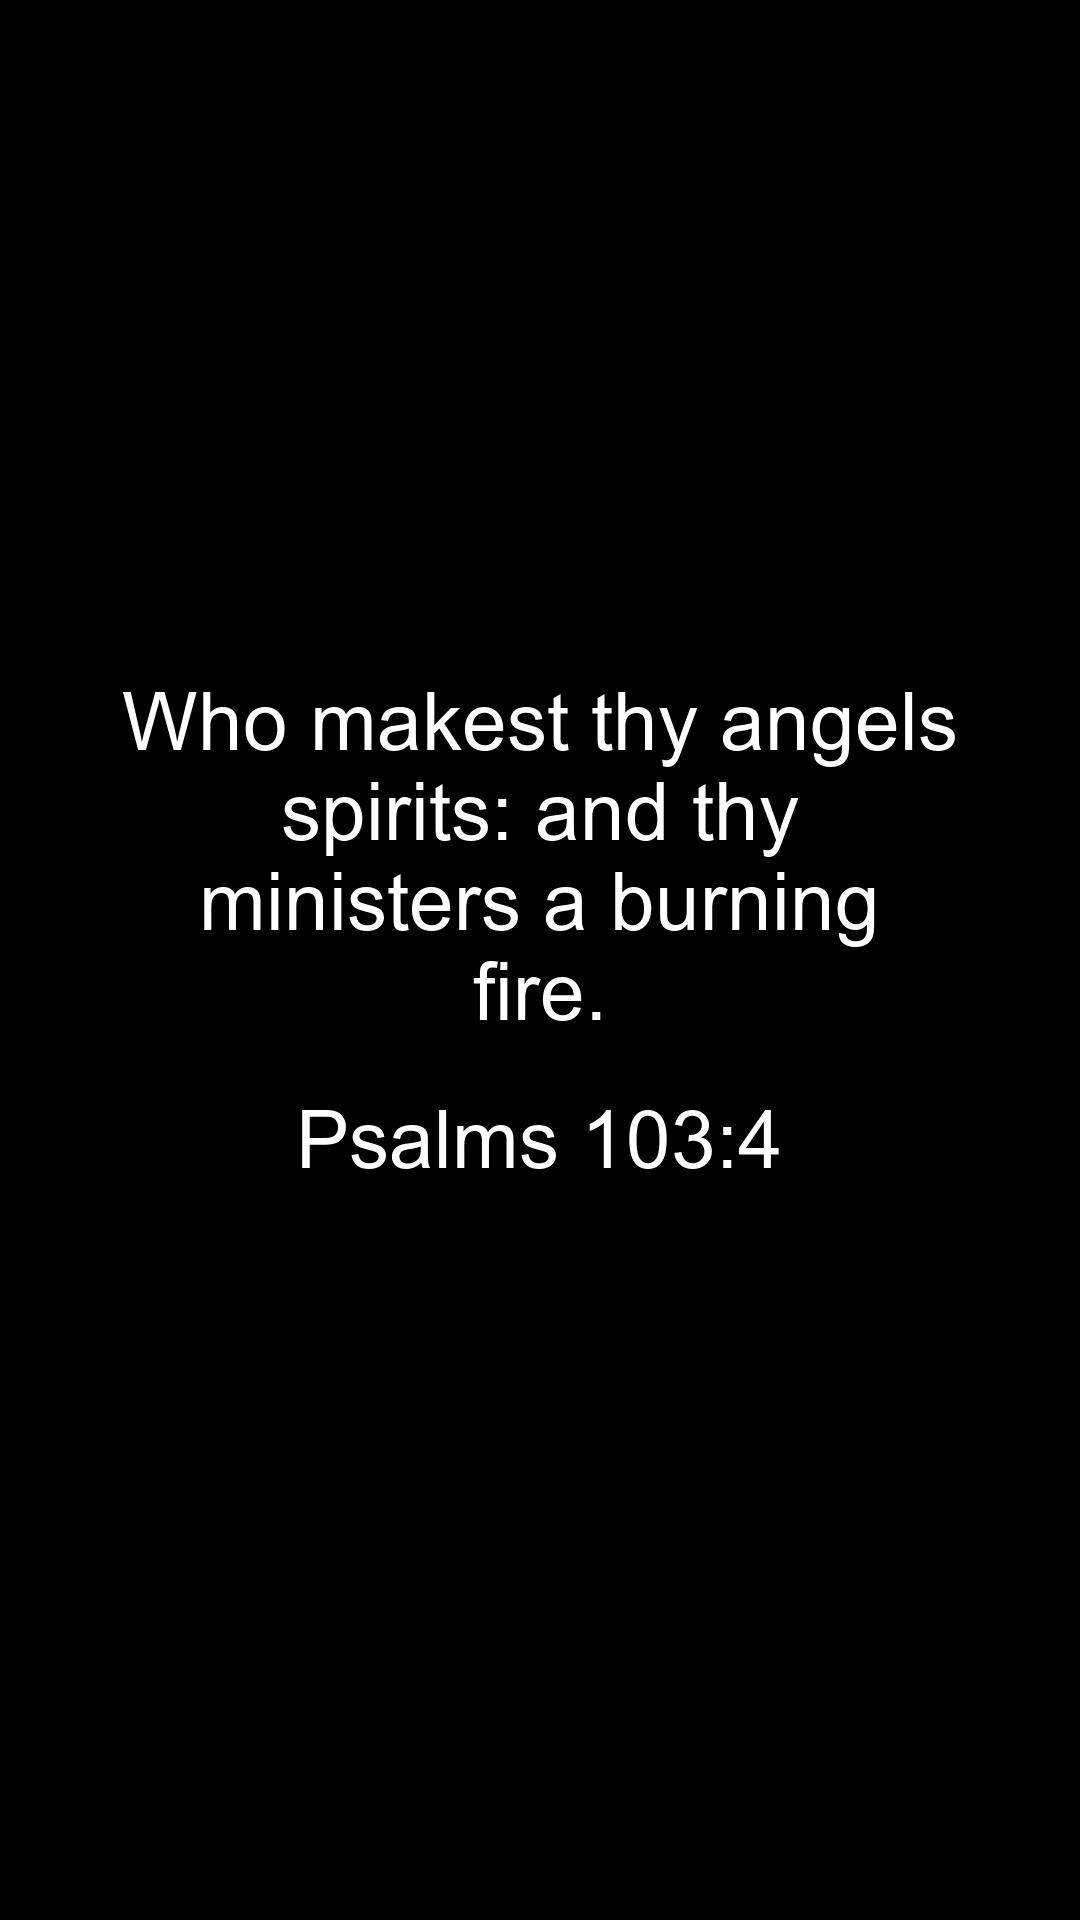 Who makest thy angels
spirits: and thy
ministers a burning
fire.
Psalms 103:4